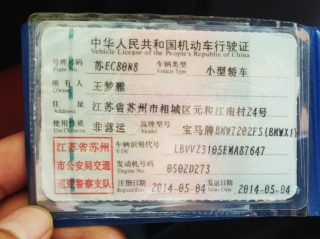 中华人民共和国机动车行驶证
Vehicle License of the People's Republic of China
号牌号码 苏EC80N8 车辆类型 小型轿车
Plate No. Vehicle Type
所有人 王梦雅
Owner
住址 江苏省苏州市相城区元和江南村24号
Address
使用性质 非营运 品牌型号 宝马牌BMW7202FS(BMWX1)
Use Character
江苏省苏州 车辆识别代号 LBVVZ3105EMA87647
VIN
市公安局交通 发动机号码 0502D273
Engine No.
巡逻警察支队 注册日期 2014-05-04 发证日期 2014-05-04
Register Date Issue Date